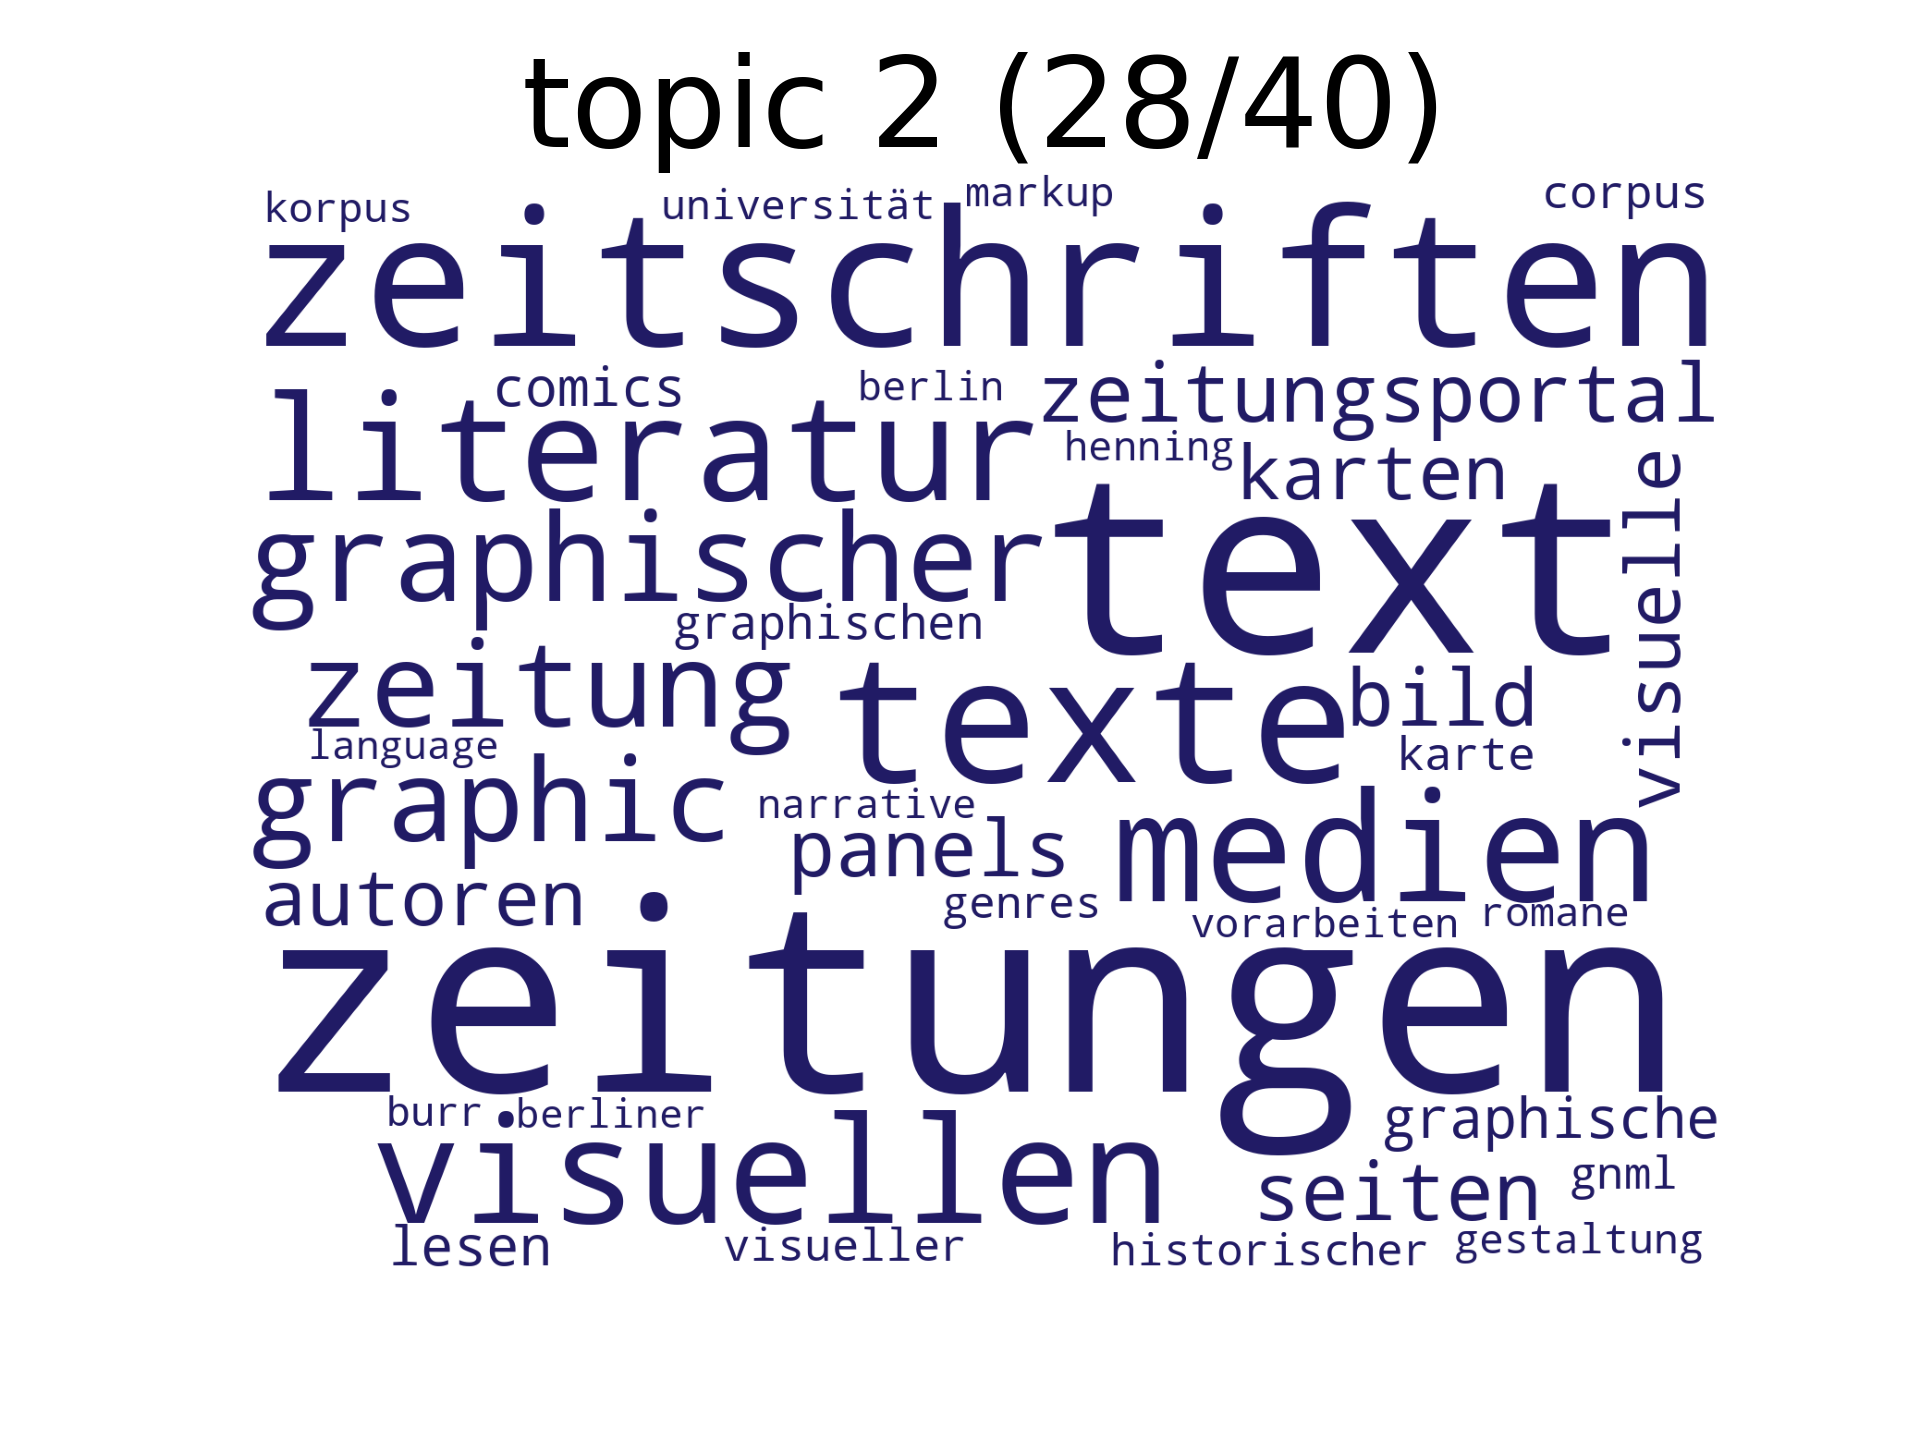 topic 2 (28/40)
korpus universität markup corpus
zeitschriften
comics berlin zeitungsportal
literatur henning karten
graphischer text visuelle
graphischen
zeitung texte bild
language karte
graphic narrative
panels medien
autoren genres
vorarbeiten romane
zeitungen
burr berliner graphische
visuellen seiten gnml
lesen visueller historischer gestaltung